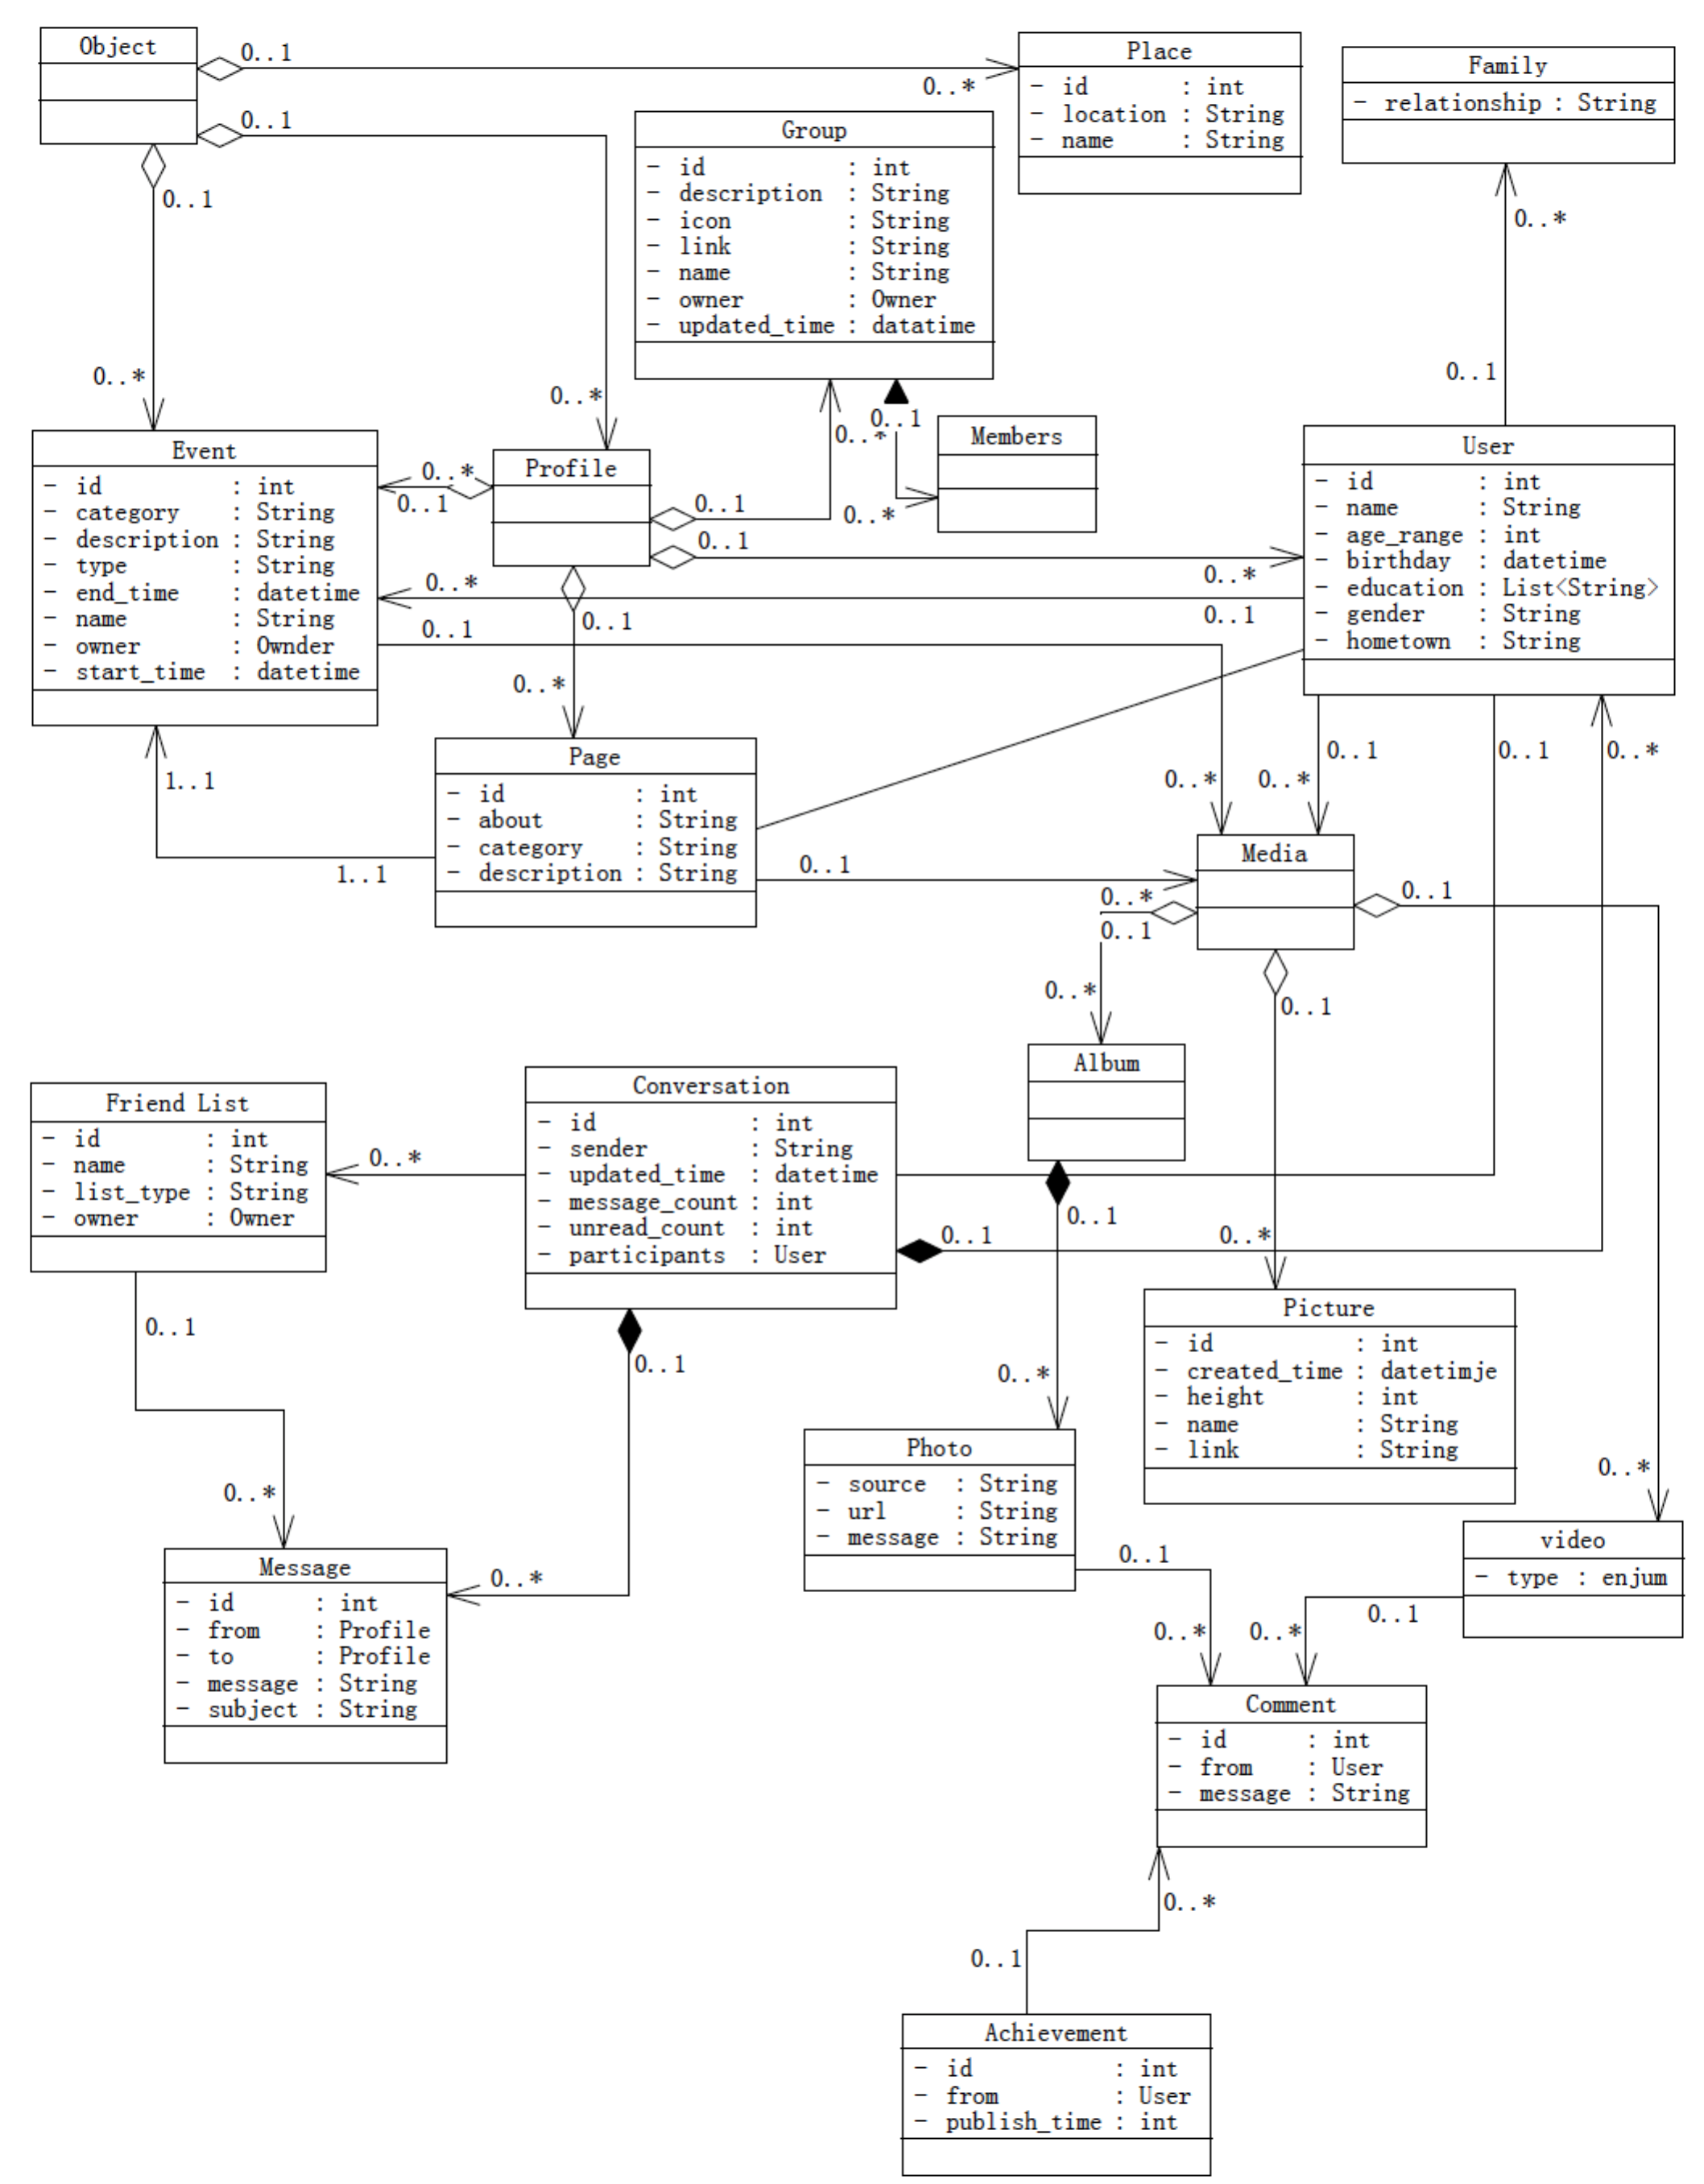 Object
0..1
0..*
0..1
0..*
0..1
0..*
Place
- id : int
- location : String
- name : String
Family
- relationship : String
0..*
0..1
Group
- id : int
- description : String
- icon : String
- link : String
- name : String
- owner : Owner
- updated_time : datatime
0..1
0..*
0..*
Members
Event
- id : int
- category : String
- description : String
- type : String
- end_time : datetime
- name : String
- owner : Ownder
- start_time : datetime
0..*
0..1
Profile
0..1
0..1
0..*
0..*
0..1
0..1
0..1
0..*
User
- id : int
- name : String
- age_range : int
- birthday : datetime
- education : List<String>
- gender : String
- hometown : String
0..1
0..1
0..*
0..*
0..*
1..1
1..1
Page
- id : int
- about : String
- category : String
- description : String
0..1
0..*
Media
0..1
0..1
0..*
0..1
Album
Friend List
- id : int
- name : String
- list_type : String
- owner : Owner
0..*
Conversation
- id : int
- sender : String
- updated_time : datetime
- message_count : int
- unread_count : int
- participants : User
0..1
0..1
0..*
0..1
0..1
0..*
Picture
- id : int
- created_time : datetimje
- height : int
- name : String
- link : String
0..*
0..*
Photo
- source : String
- url : String
- message : String
0..1
video
- type : enjum
0..1
0..*
0..*
0..*
Message
- id : int
- from : Profile
- to : Profile
- message : String
- subject : String
Comment
- id : int
- from : User
- message : String
0..*
0..1
Achievement
- id : int
- from : User
- publish_time : int